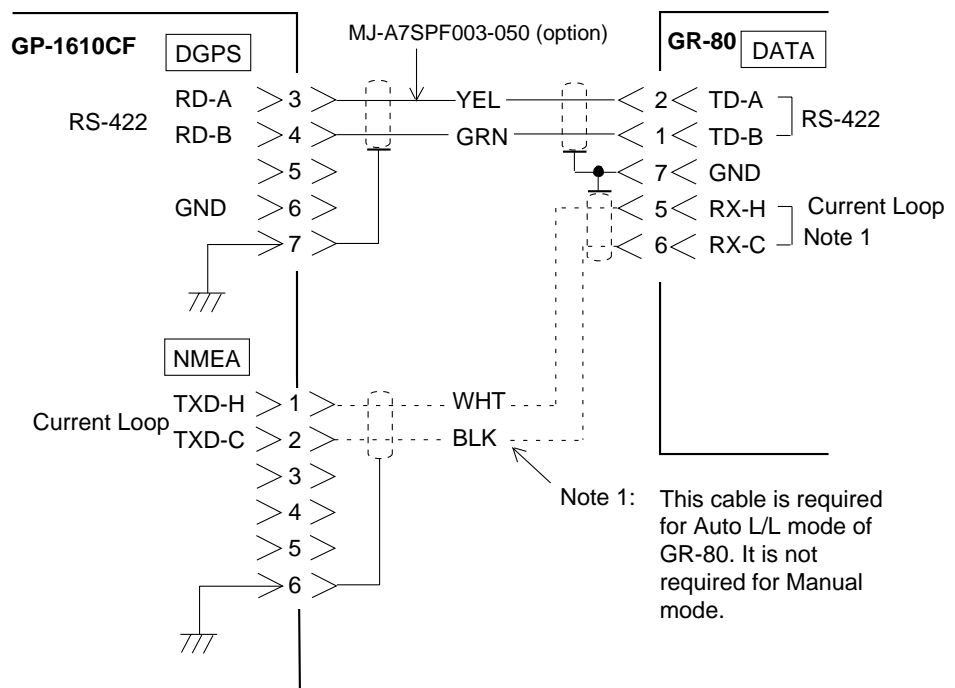 MJ-A7SPF003-050 (option)
GP-1610CF
DGPS
GR-80
DATA
RD-A 3 YEL 2 TD-A
RS-422
RS-422
RD-B 4 GRN 1 TD-B
5 7 GND
GND 6 5 RX-H Current Loop
7 6 RX-C Note 1
NMEA
TXD-H 1 WHT
Current Loop
TXD-C 2 BLK
3
4
5
6
Note 1: This cable is required
for Auto L/L mode of
GR-80. It is not
required for Manual
mode.